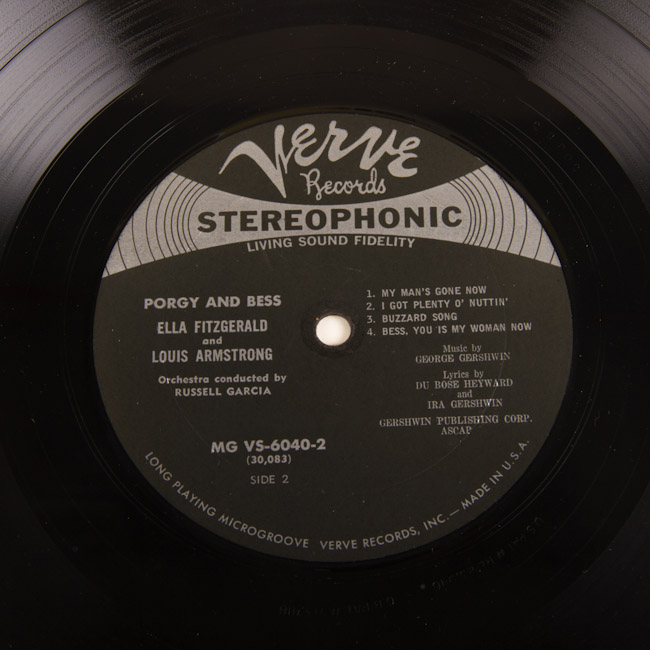 Verve
Records
STEREOPHONIC
LIVING SOUND FIDELITY
PORGY AND BESS
ELLA FITZGERALD
and
LOUIS ARMSTRONG
Orchestra conducted by
RUSSELL GARCIA
1. MY MAN'S GONE NOW
2. I GOT PLENTY O' NUTTIN'
3. BUZZARD SONG
4. BESS, YOU IS MY WOMAN NOW
Music by
GEORGE GERSHWIN
Lyrics by
DU BOSE HEYWARD
and
IRA GERSHWIN
GERSHWIN PUBLISHING CORP.
ASCAP
MG VS-6040-2
(30,083)
SIDE 2
LONG PLAYING MICROGROOVE VERVE RECORDS, INC.—MADE IN U.S.A.